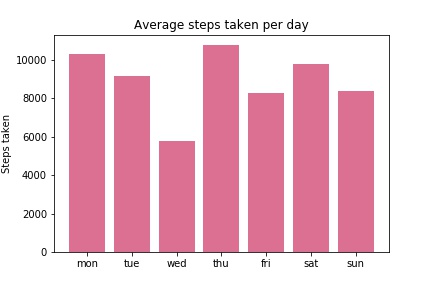 Average steps taken per day
Steps taken
10000
8000
6000
4000
2000
0
mon tue wed thu fri sat sun